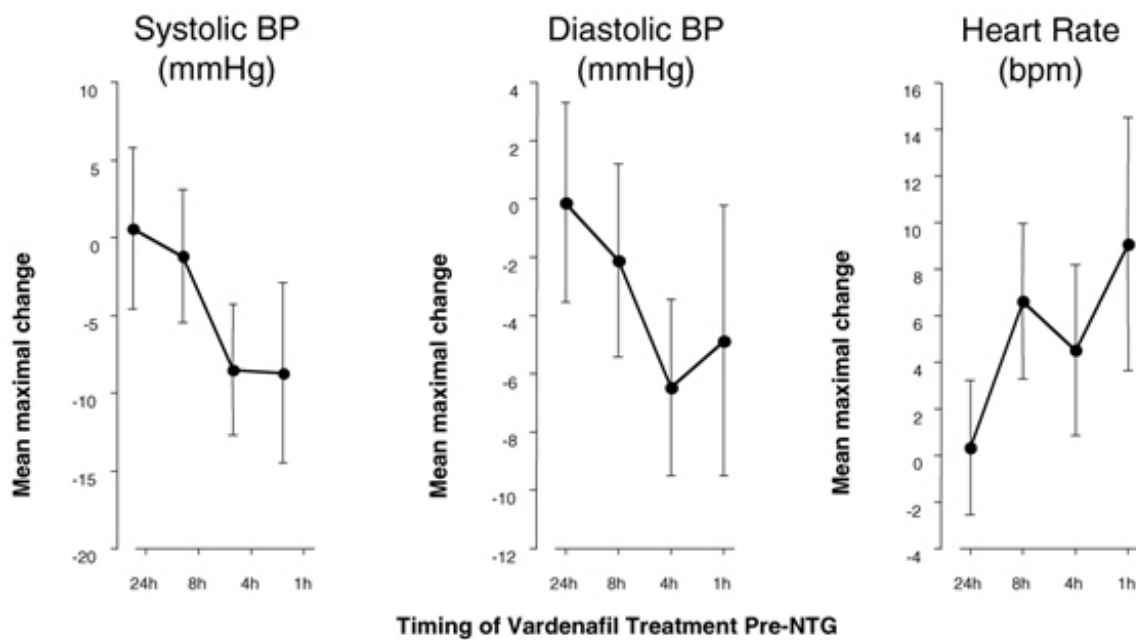 Systolic BP
(mmHg)
10
5
0
-5
-10
-15
-20
Mean maximal change
24h 8h 4h 1h
Diastolic BP
(mmHg)
4
2
0
-2
-4
-6
-8
-10
-12
Mean maximal change
24h 8h 4h 1h
Heart Rate
(bpm)
16
14
12
10
8
6
4
2
0
-2
-4
Mean maximal change
24h 8h 4h 1h
Timing of Vardenafil Treatment Pre-NTG